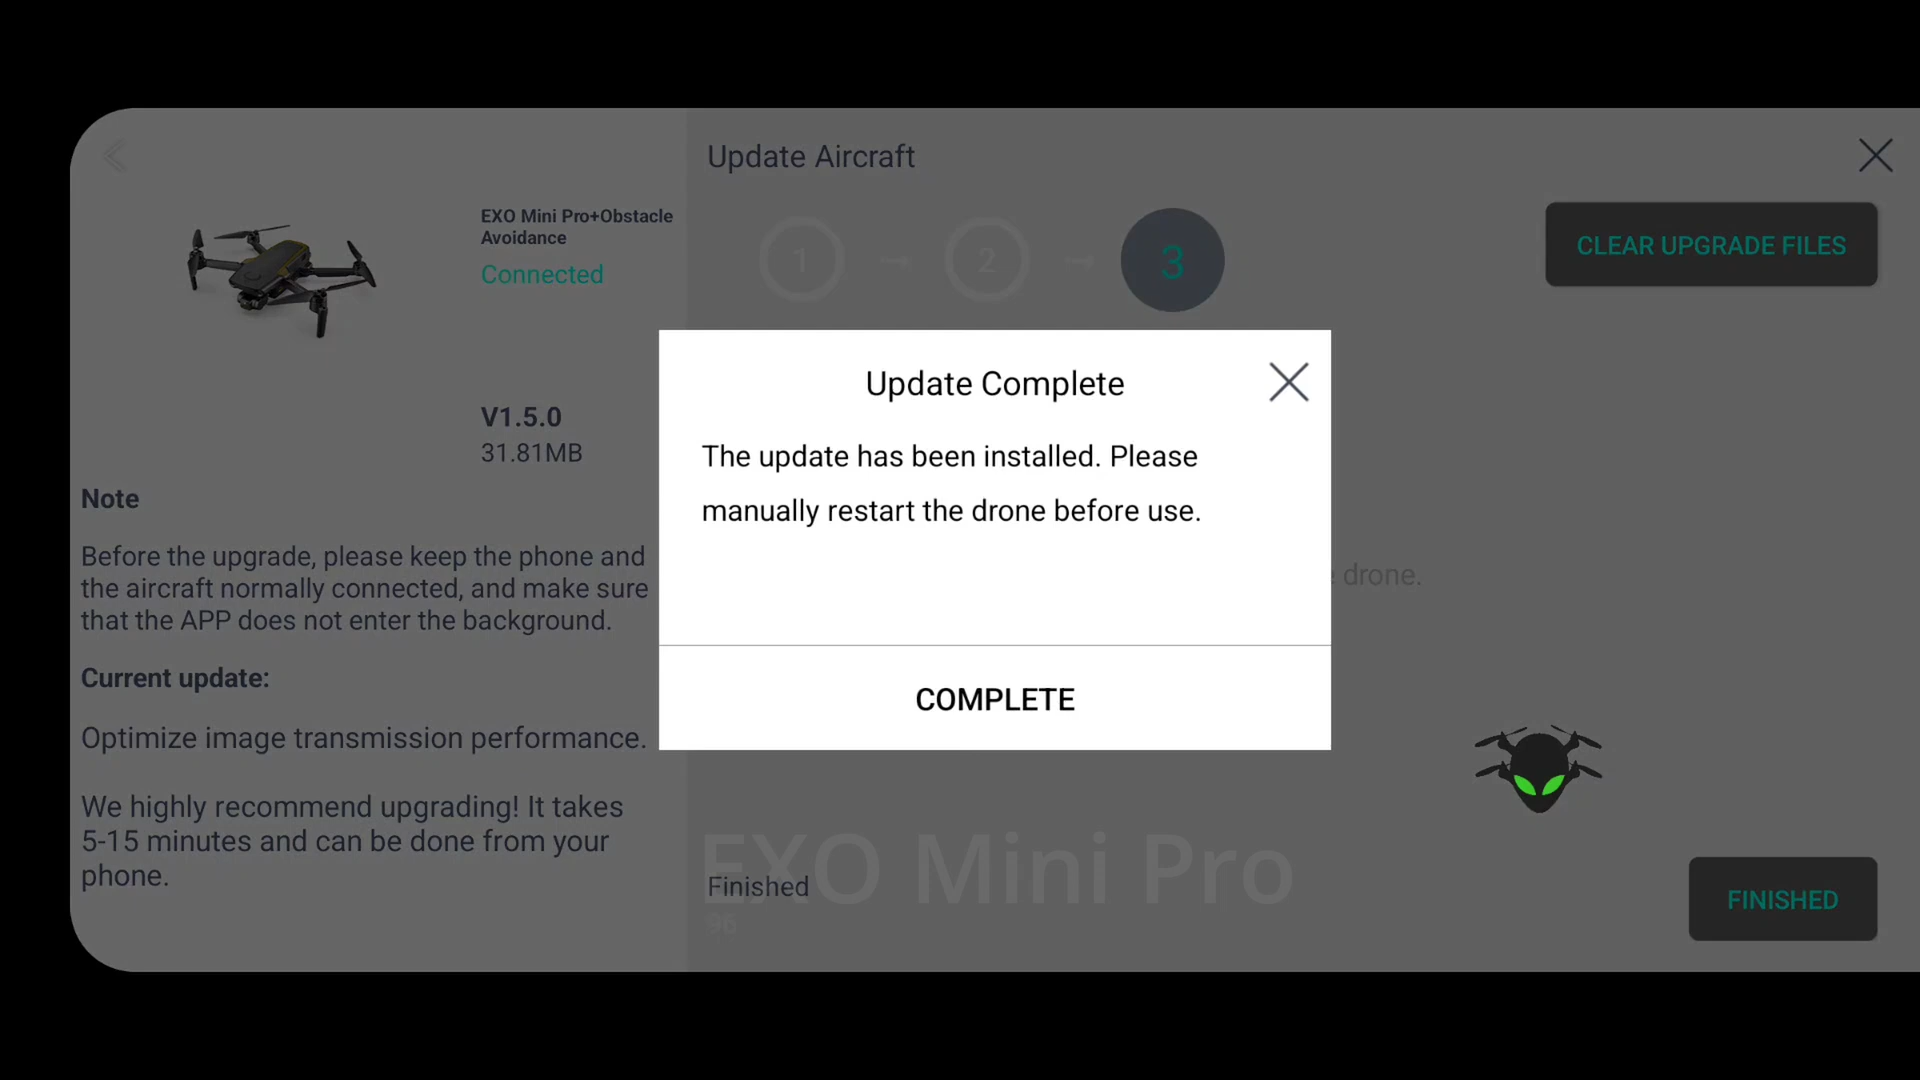 EXO Mini Pro+Obstacle
Avoidance
Connected
V1.5.0
31.81MB
Note
Before the upgrade, please keep the phone and
the aircraft normally connected, and make sure
that the APP does not enter the background.
Current update:
Optimize image transmission performance.
We highly recommend upgrading! It takes
5-15 minutes and can be done from your
phone.
Update Aircraft
1
2
3
CLEAR UPGRADE FILES
Update Complete
The update has been installed. Please
manually restart the drone before use.
COMPLETE
drone.
EXO Mini Pro
Finished
96
FINISHED